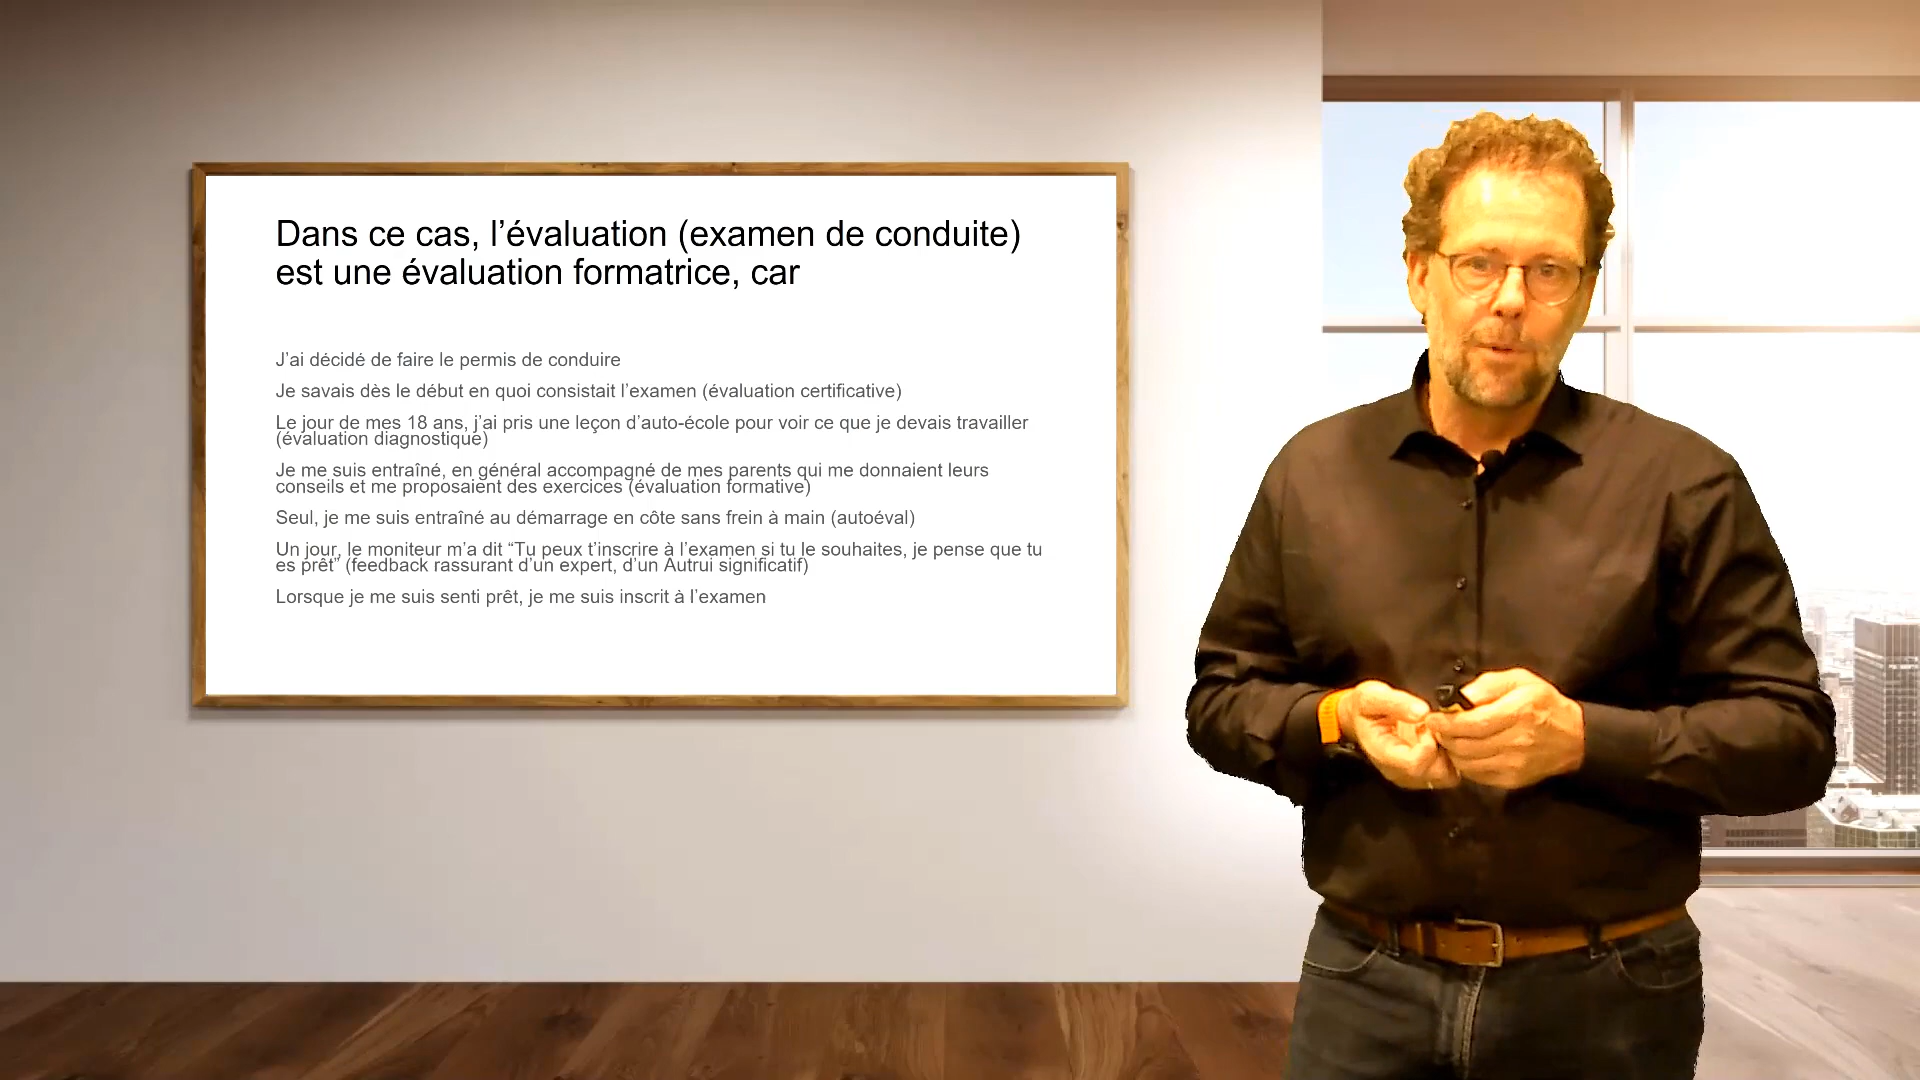 Dans ce cas, l’évaluation (examen de conduite)
est une évaluation formatrice, car
J’ai décidé de faire le permis de conduire
Je savais dès le début en quoi consistait l’examen (évaluation certificative)
Le jour de mes 18 ans, j’ai pris une leçon d’auto-école pour voir ce que je devais travailler
(évaluation diagnostique)
Je me suis entraîné, en général accompagné de mes parents qui me donnaient leurs
conseils et me proposaient des exercices (évaluation formative)
Seul, je me suis entraîné au démarrage en côte sans frein à main (autoéval)
Un jour, le moniteur m’a dit “Tu peux t’inscrire à l’examen si tu le souhaites, je pense que tu
es prêt” (feedback rassurant d’un expert, d’un Autrui significatif)
Lorsque je me suis senti prêt, je me suis inscrit à l’examen